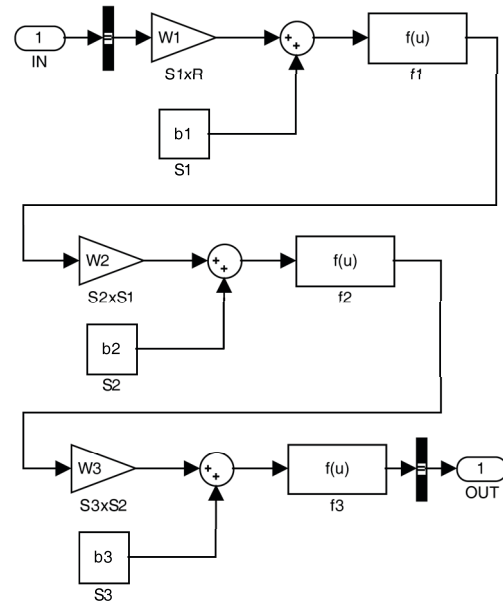 1
IN
W1
S1xR
+
+
f(u)
f1
b1
S1
W2
S2xS1
+
+
f(u)
f2
b2
S2
W3
S3xS2
+
+
f(u)
f3
1
OUT
b3
S3